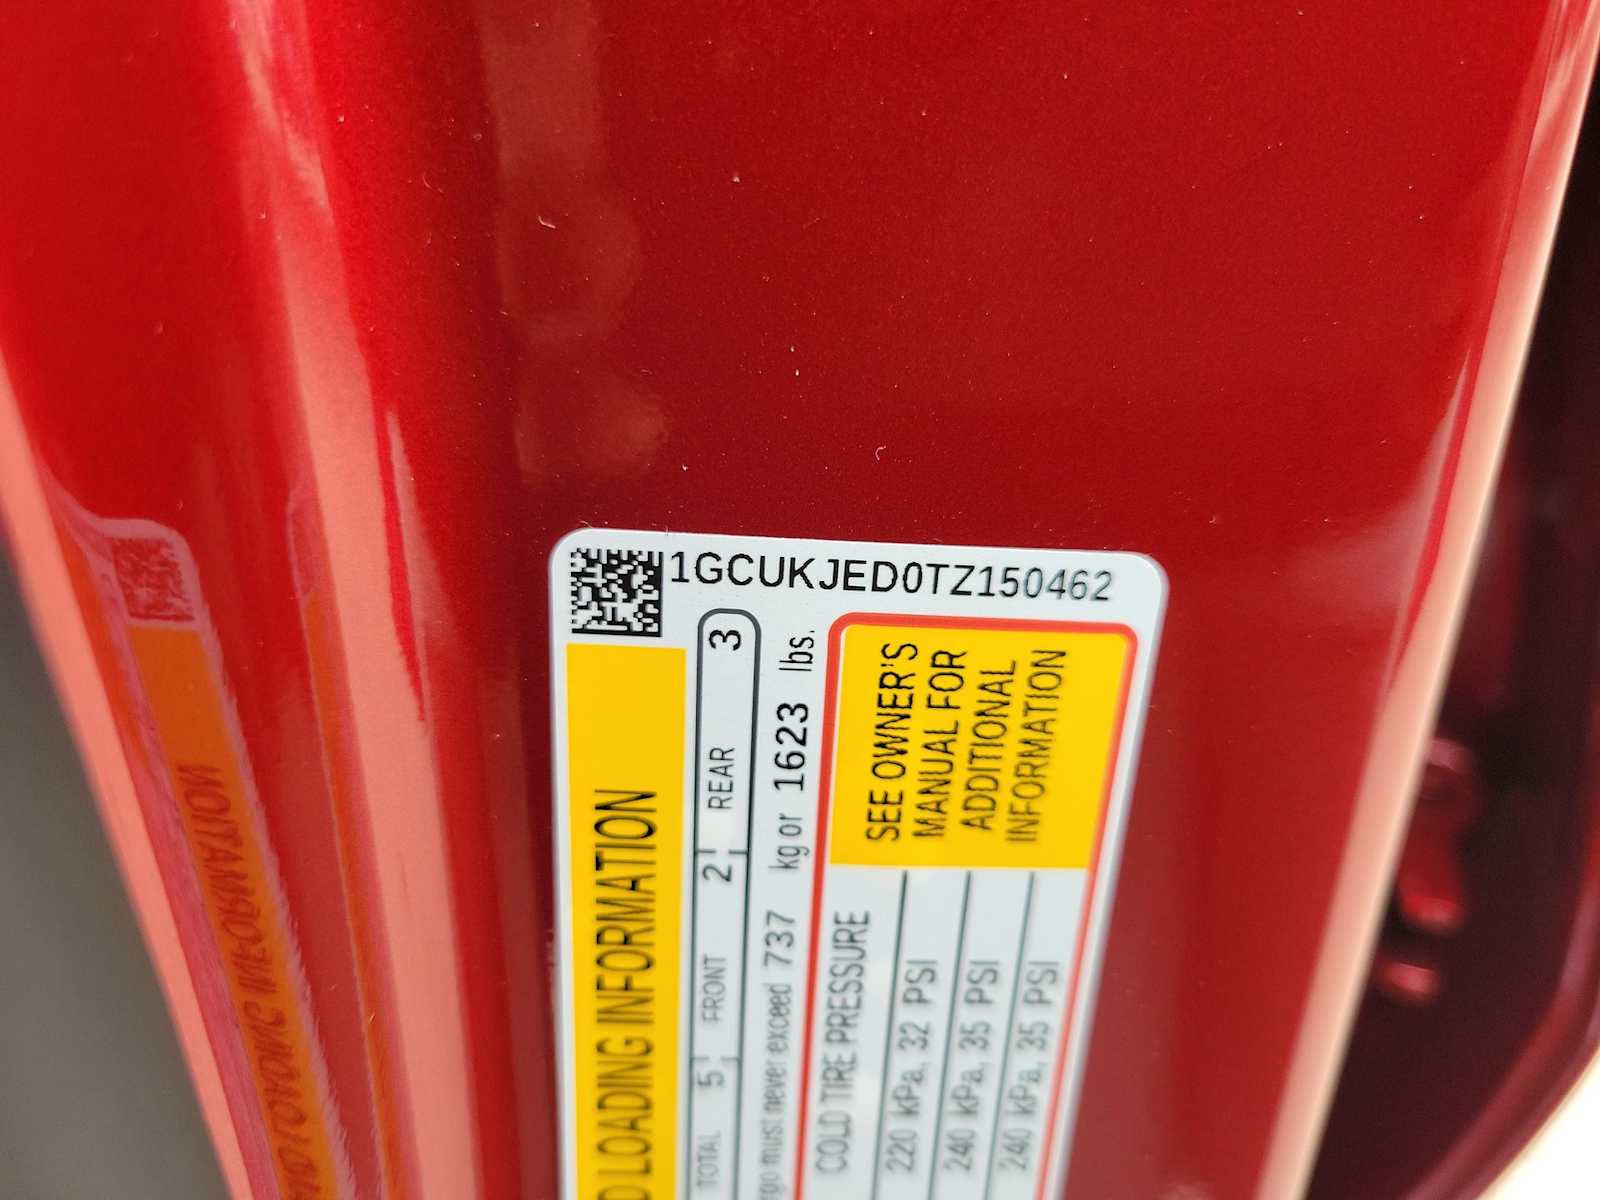 1GCUKJED0TZ150462
D LOADING INFORMATION
TOTAL 5 FRONT 2 REAR 3
must never exceed 737 kg or 1623 lbs.
COLD TIRE PRESSURE
220 kPa, 32 PSI
240 kPa, 35 PSI
240 kPa, 35 PSI
SEE OWNER'S
MANUAL FOR
ADDITIONAL
INFORMATION